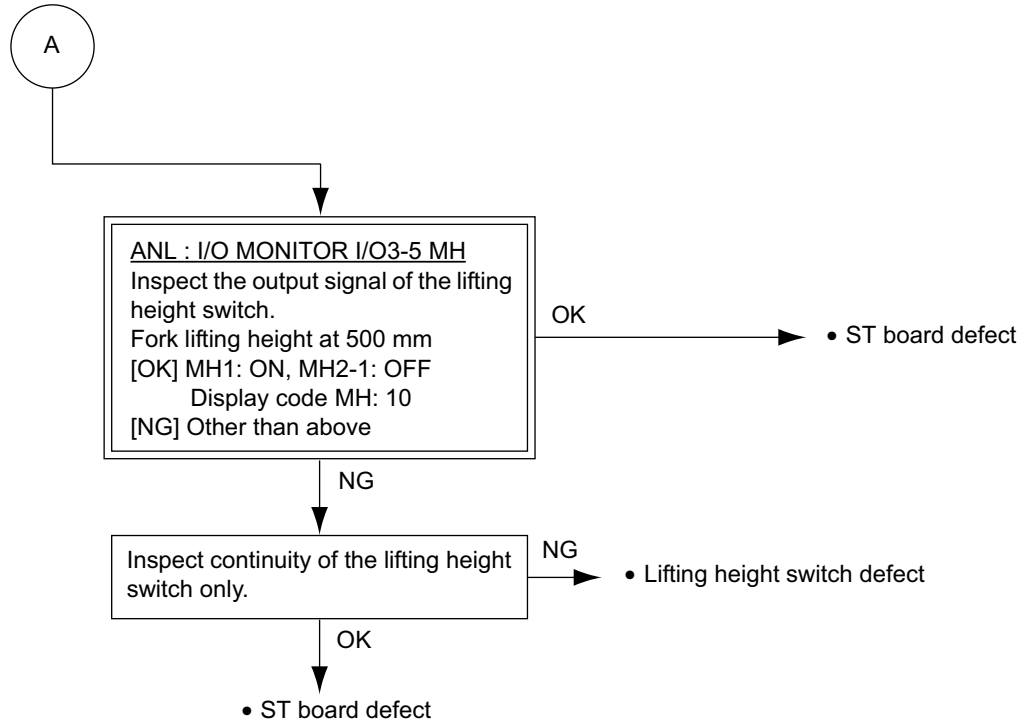 A
ANL : I/O MONITOR I/O3-5 MH
Inspect the output signal of the lifting
height switch.
Fork lifting height at 500 mm
[OK] MH1: ON, MH2-1: OFF
Display code MH: 10
[NG] Other than above
OK
• ST board defect
NG
Inspect continuity of the lifting height
switch only.
NG
• Lifting height switch defect
OK
• ST board defect